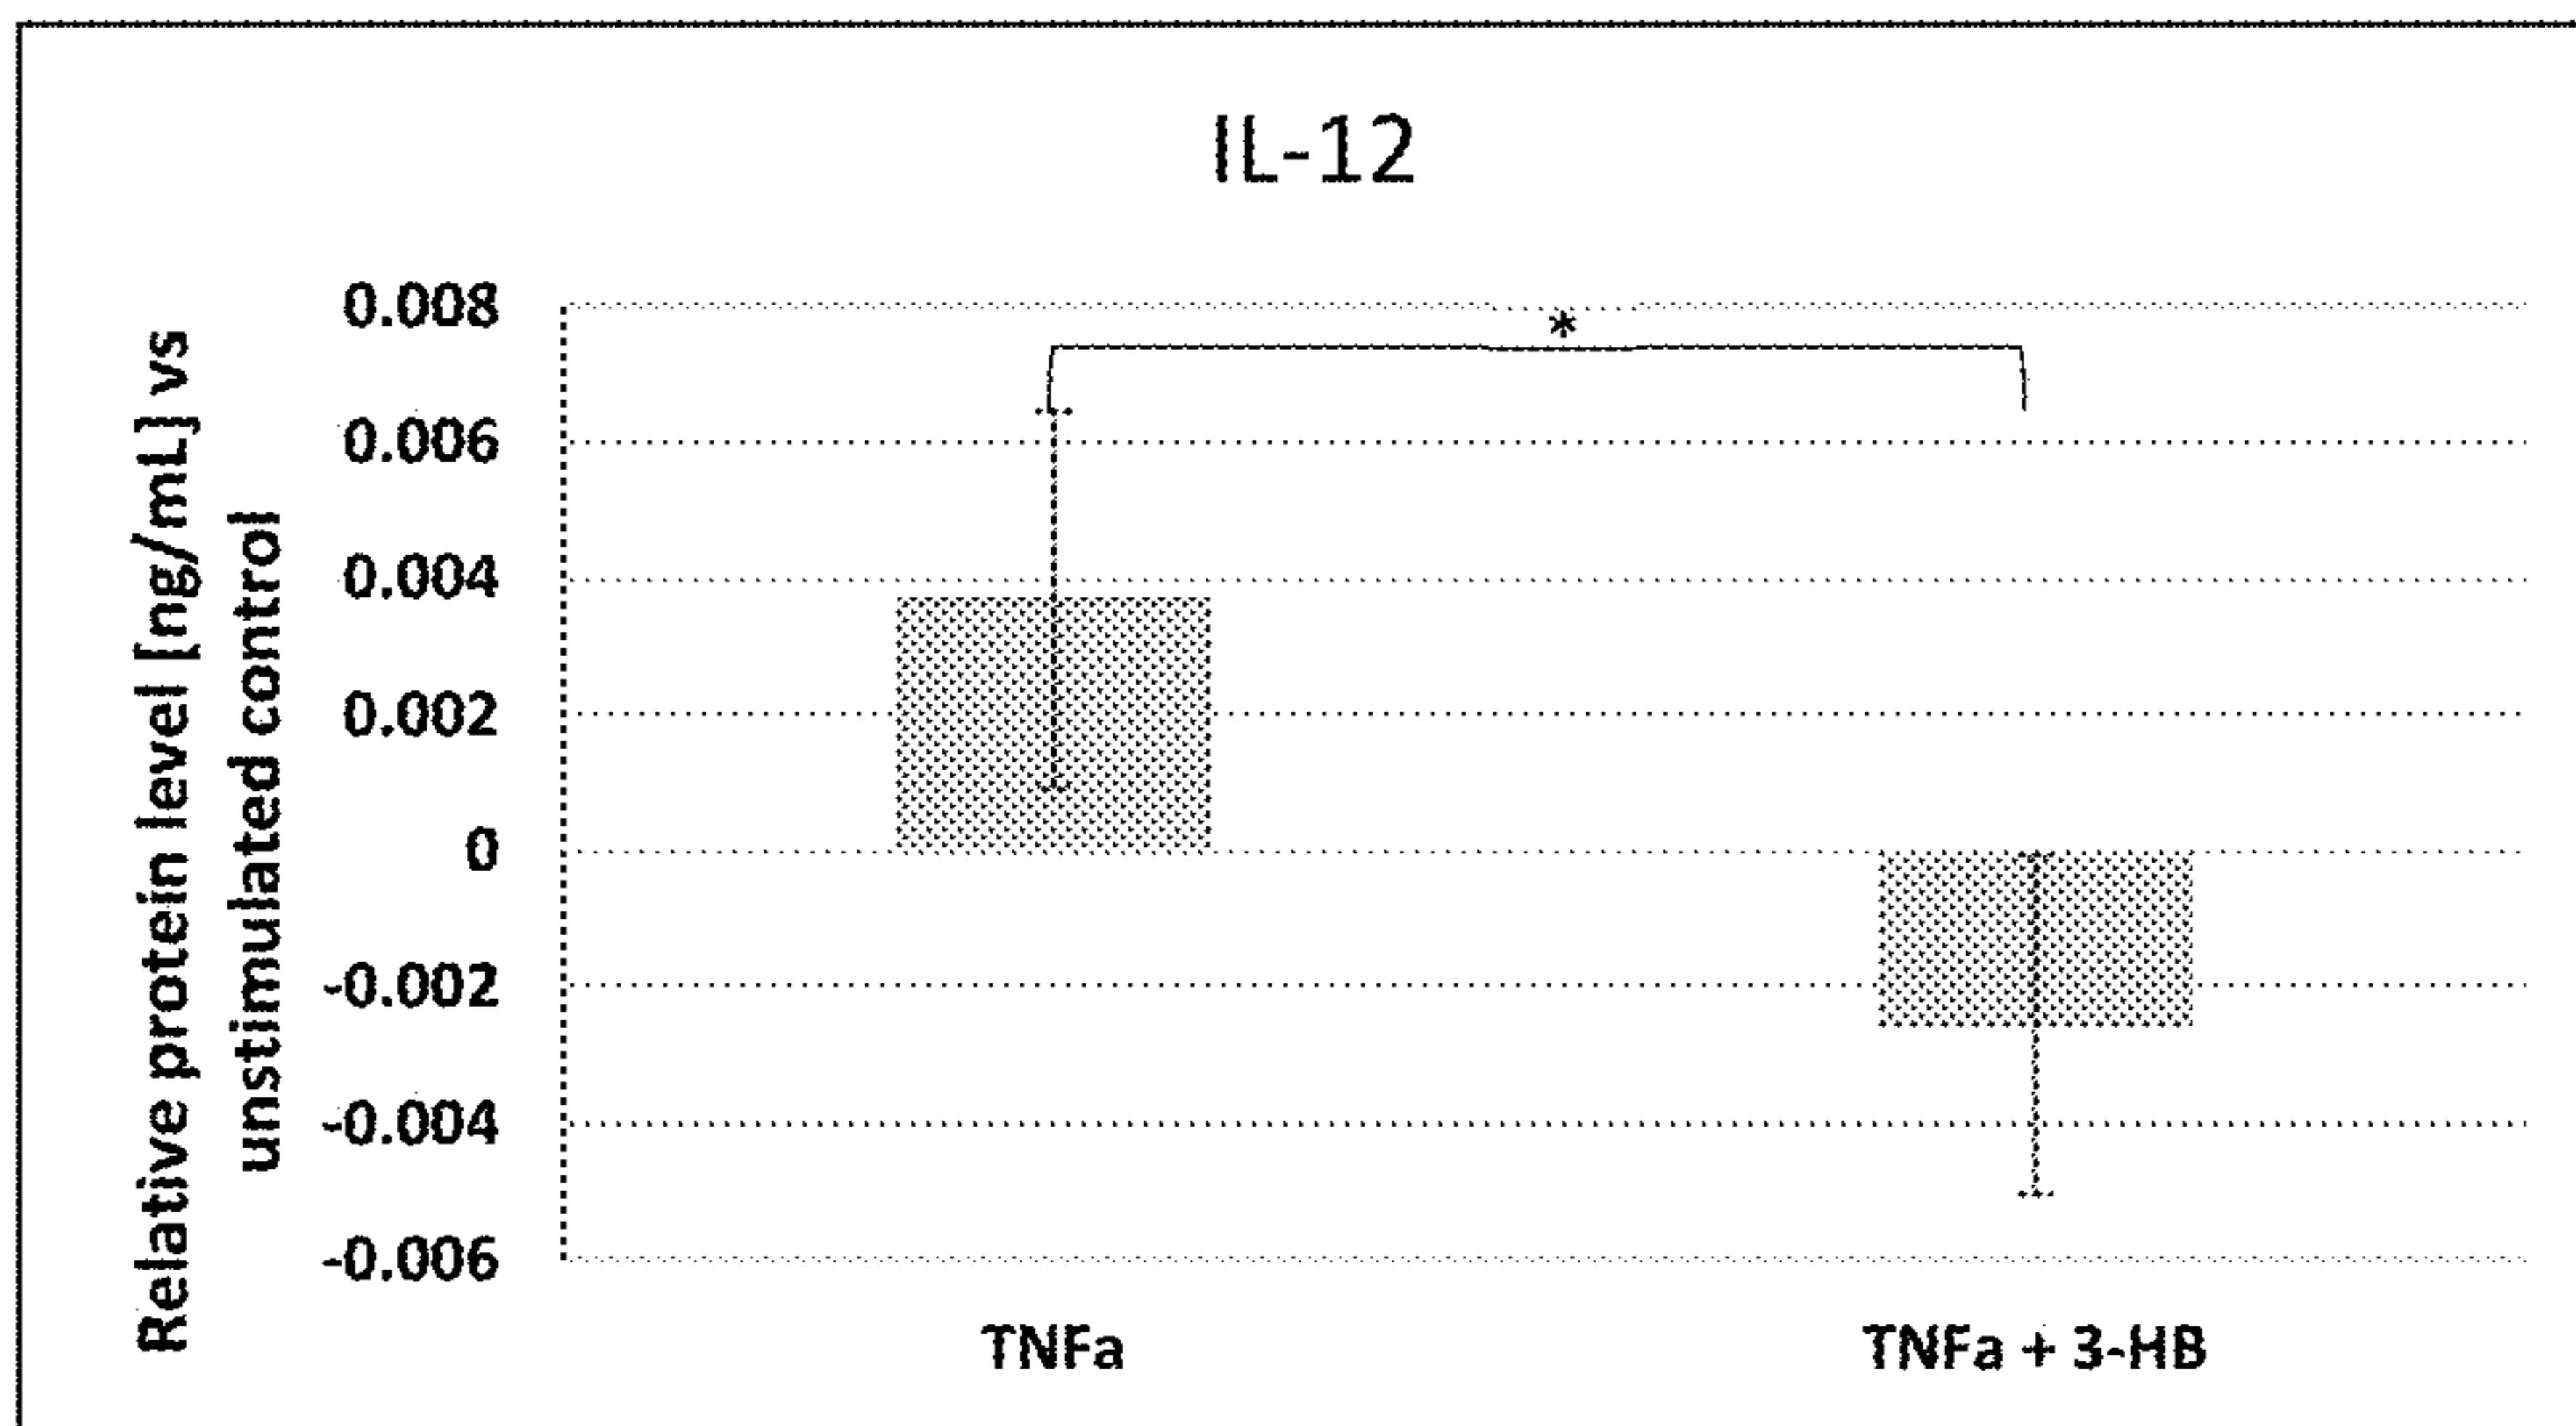 IL-12
Relative protein level [ng/mL] vs
unstimulated control
0.008
0.006
0.004
0.002
0
-0.002
-0.004
-0.006
*
TNFa
TNFa + 3-HB